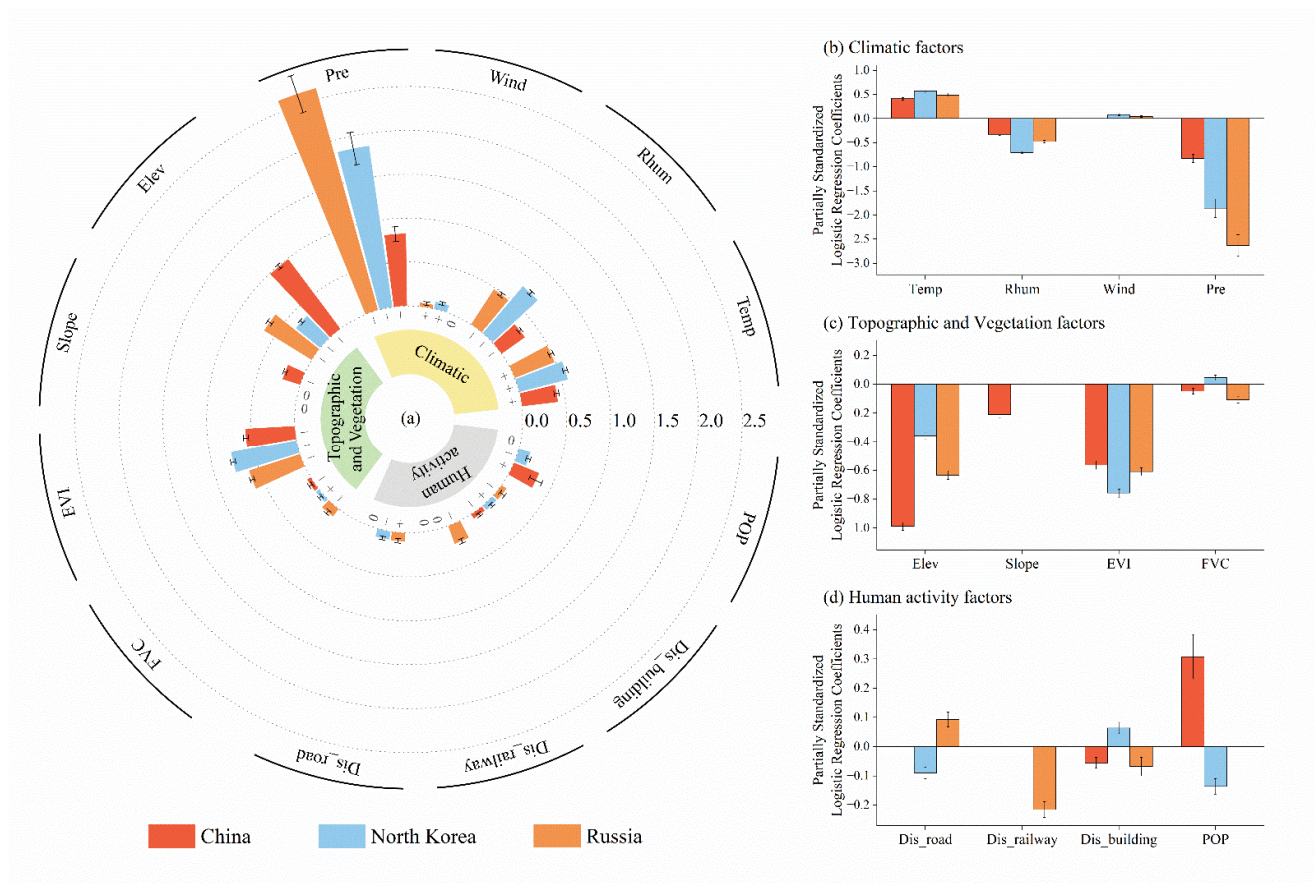 Pre
Wind
Rhum
Temp
Elev
Slope
EVI
FVC
Dis_road
Dis_railway
Dis_building
POP
Climatic
Topographic
and Vegetation
Human
activity
(a)
0.0 0.5 1.0 1.5 2.0 2.5
China
North Korea
Russia
(b) Climatic factors
Partially Standardized
Logistic Regression Coefficients
1.0
0.5
0.0
−0.5
−1.0
−1.5
−2.0
−2.5
−3.0
Temp Rhum Wind Pre
(c) Topographic and Vegetation factors
Partially Standardized
Logistic Regression Coefficients
0.2
0.0
0.2
−0.4
−0.6
−0.8
1.0
Elev Slope EVI FVC
(d) Human activity factors
Partially Standardized
Logistic Regression Coefficients
0.4
0.3
0.2
0.1
0.0
−0.1
−0.2
Dis_road Dis_railway Dis_building POP